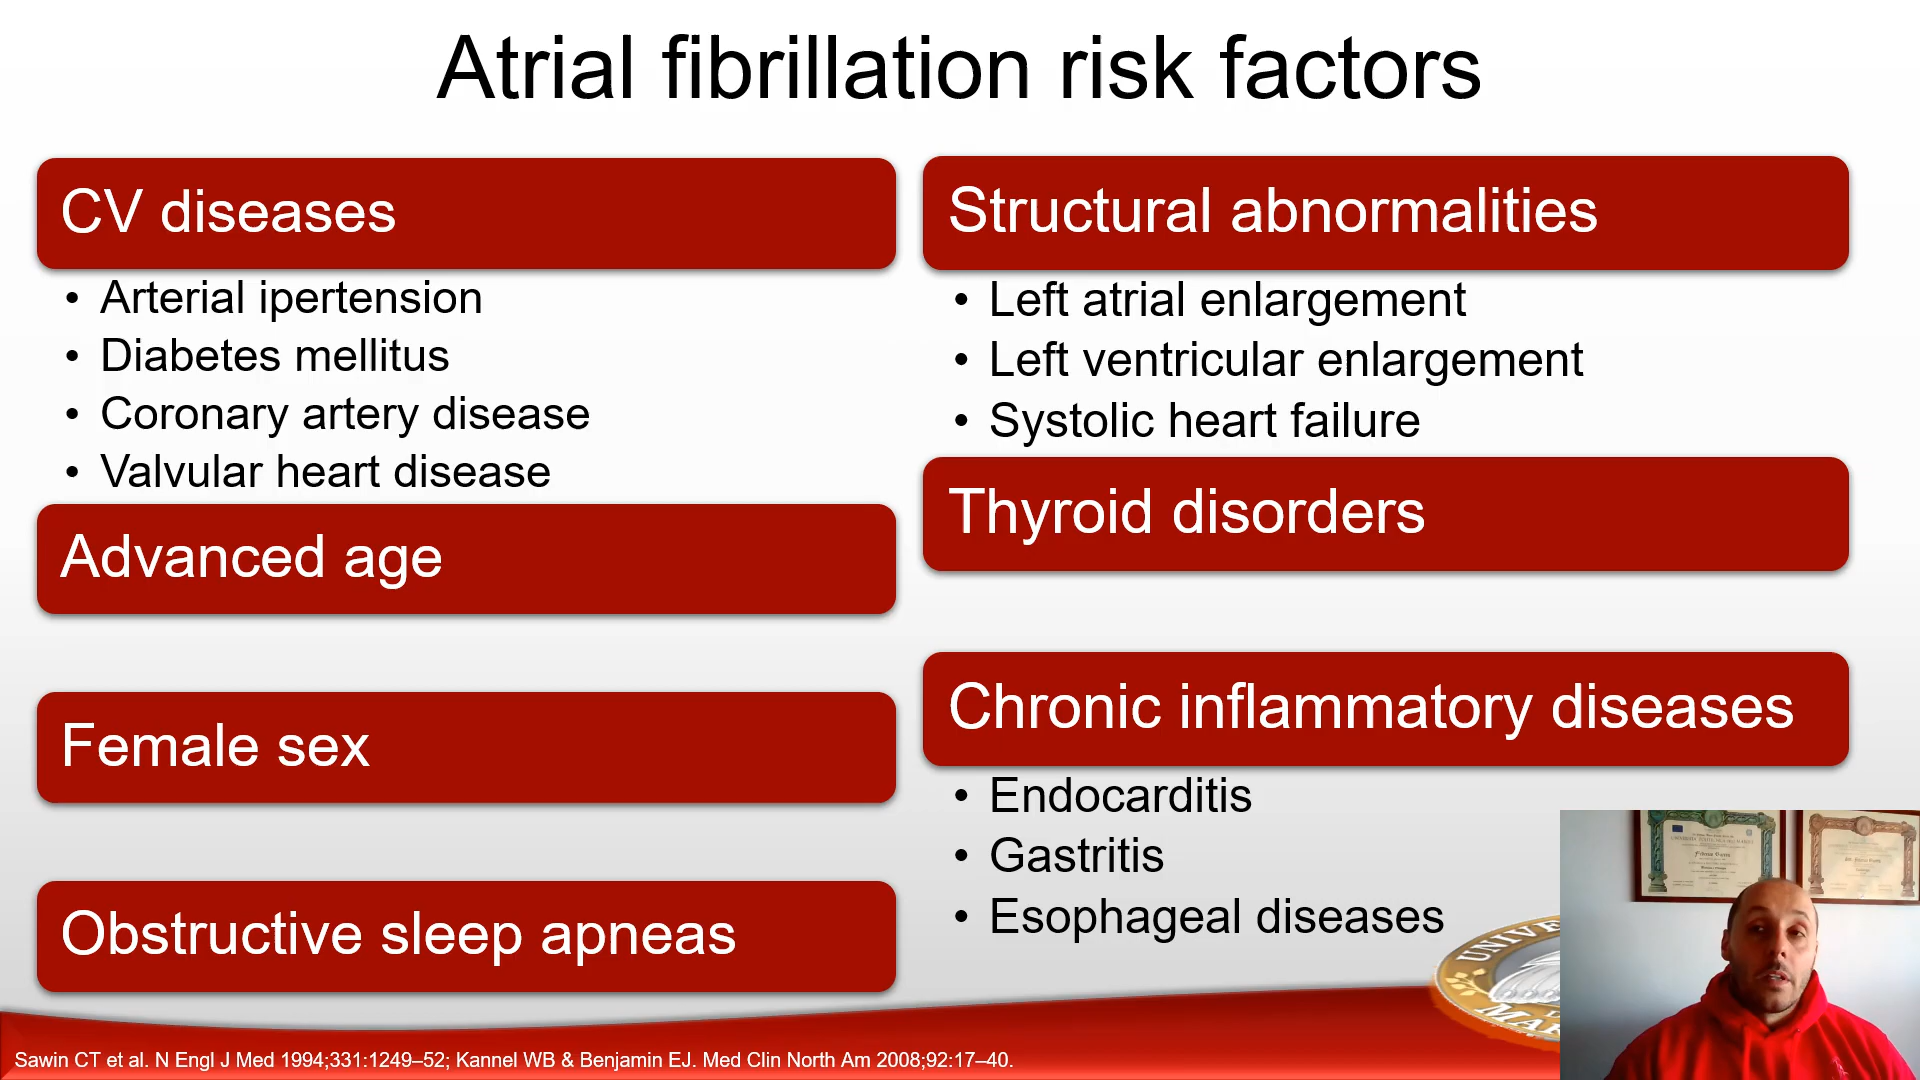 Atrial fibrillation risk factors
CV diseases
• Arterial ipertension
• Diabetes mellitus
• Coronary artery disease
• Valvular heart disease
Advanced age
Female sex
Obstructive sleep apneas
Structural abnormalities
• Left atrial enlargement
• Left ventricular enlargement
• Systolic heart failure
Thyroid disorders
Chronic inflammatory diseases
• Endocarditis
• Gastritis
• Esophageal diseases
Sawin CT et al. N Engl J Med 1994;331:1249–52; Kannel WB & Benjamin EJ. Med Clin North Am 2008;92:17–40.
UNIVE
MAR